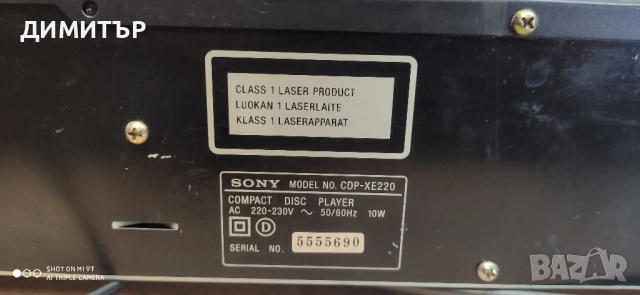 ДИМИТЪР
CLASS 1 LASER PRODUCT
LUOKAN 1 LASERLAITE
KLASS 1 LASERAPPARAT
SONY MODEL NO. CDP-XE220
COMPACT DISC PLAYER
AC 220-230V ~ 50/60Hz 10W
D
SERIAL NO. 5555690
SHOT ON MI 9T
AI TRIPLE CAMERA
BAZAR